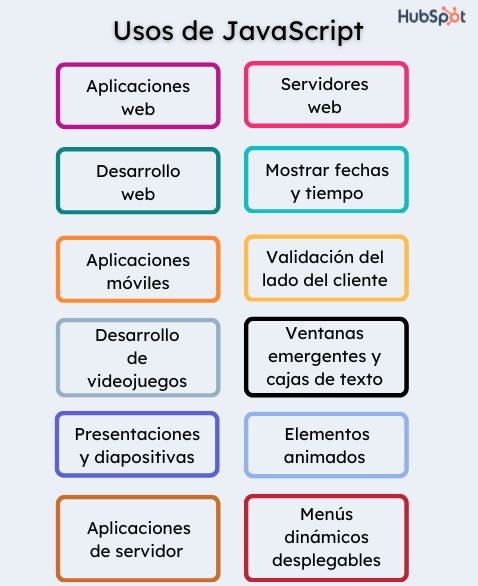 HubSpot
Usos de JavaScript
Aplicaciones
web
Servidores
web
Desarrollo
web
Mostrar fechas
y tiempo
Aplicaciones
móviles
Validación del
lado del cliente
Desarrollo
de
videojuegos
Ventanas
emergentes y
cajas de texto
Presentaciones
y diapositivas
Elementos
animados
Aplicaciones
de servidor
Menús
dinámicos
desplegables